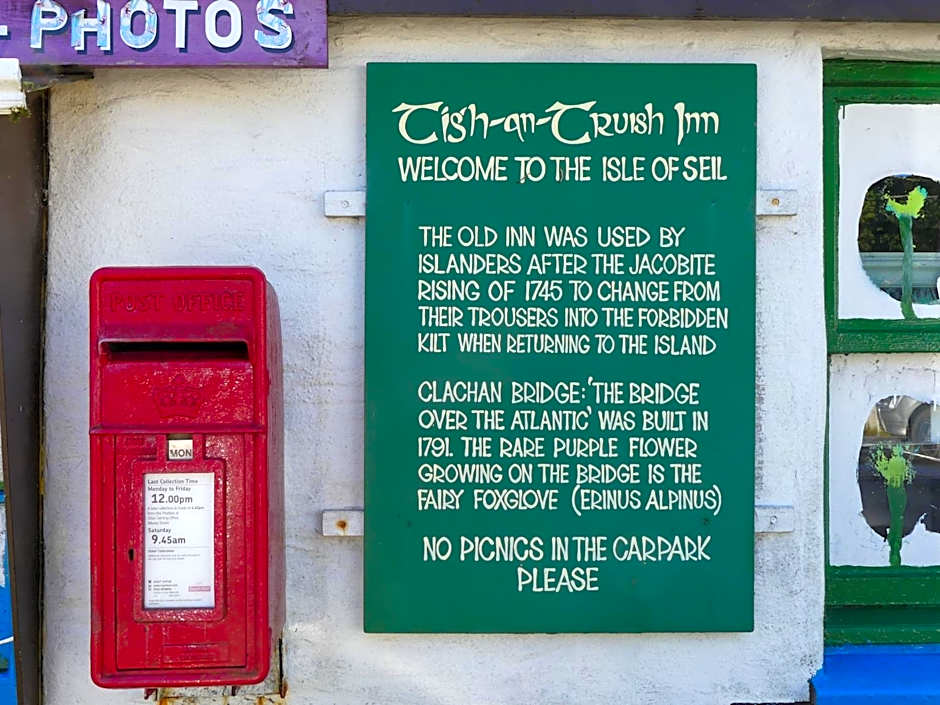 - PHOTOS
Tigh-an-Truish Inn
WELCOME TO THE ISLE OF SEIL
THE OLD INN WAS USED BY
ISLANDERS AFTER THE JACOBITE
RISING OF 1745 TO CHANGE FROM
THEIR TROUSERS INTO THE FORBIDDEN
KILT WHEN RETURNING TO THE ISLAND
CLACHAN BRIDGE: 'THE BRIDGE
OVER THE ATLANTIC' WAS BUILT IN
1791. THE RARE PURPLE FLOWER
GROWING ON THE BRIDGE IS THE
FAIRY FOXGLOVE (ERINUS ALPINUS)
NO PICNICS IN THE CARPARK
PLEASE
POST OFFICE
MON
Last Collection Time
Monday to Friday
12.00pm
Saturday
9.45am